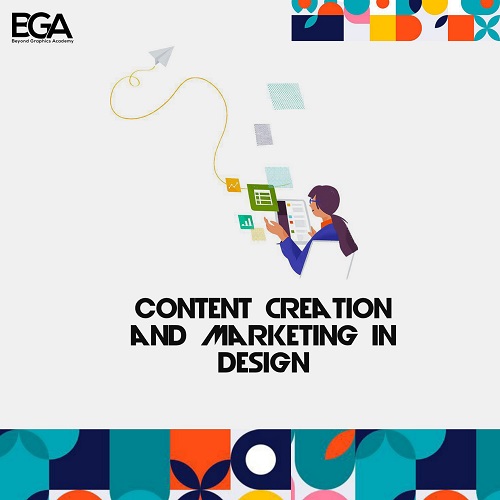 EGA
Beyond Graphics Academy
CONTENT CREATION
AND MARKETING IN
DESIGN